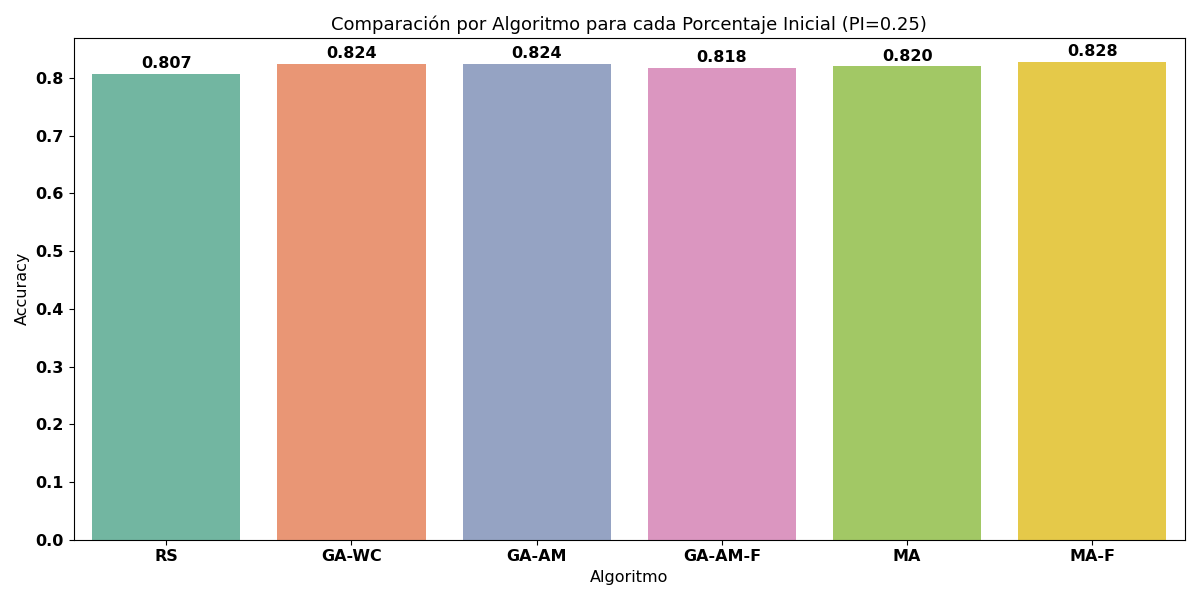 Comparación por Algoritmo para cada Porcentaje Inicial (PI=0.25)
0.807
0.824
0.824
0.818
0.820
0.828
Accuracy
0.8
0.7
0.6
0.5
0.4
0.3
0.2
0.1
0.0
RS
GA-WC
GA-AM
GA-AM-F
MA
MA-F
Algoritmo